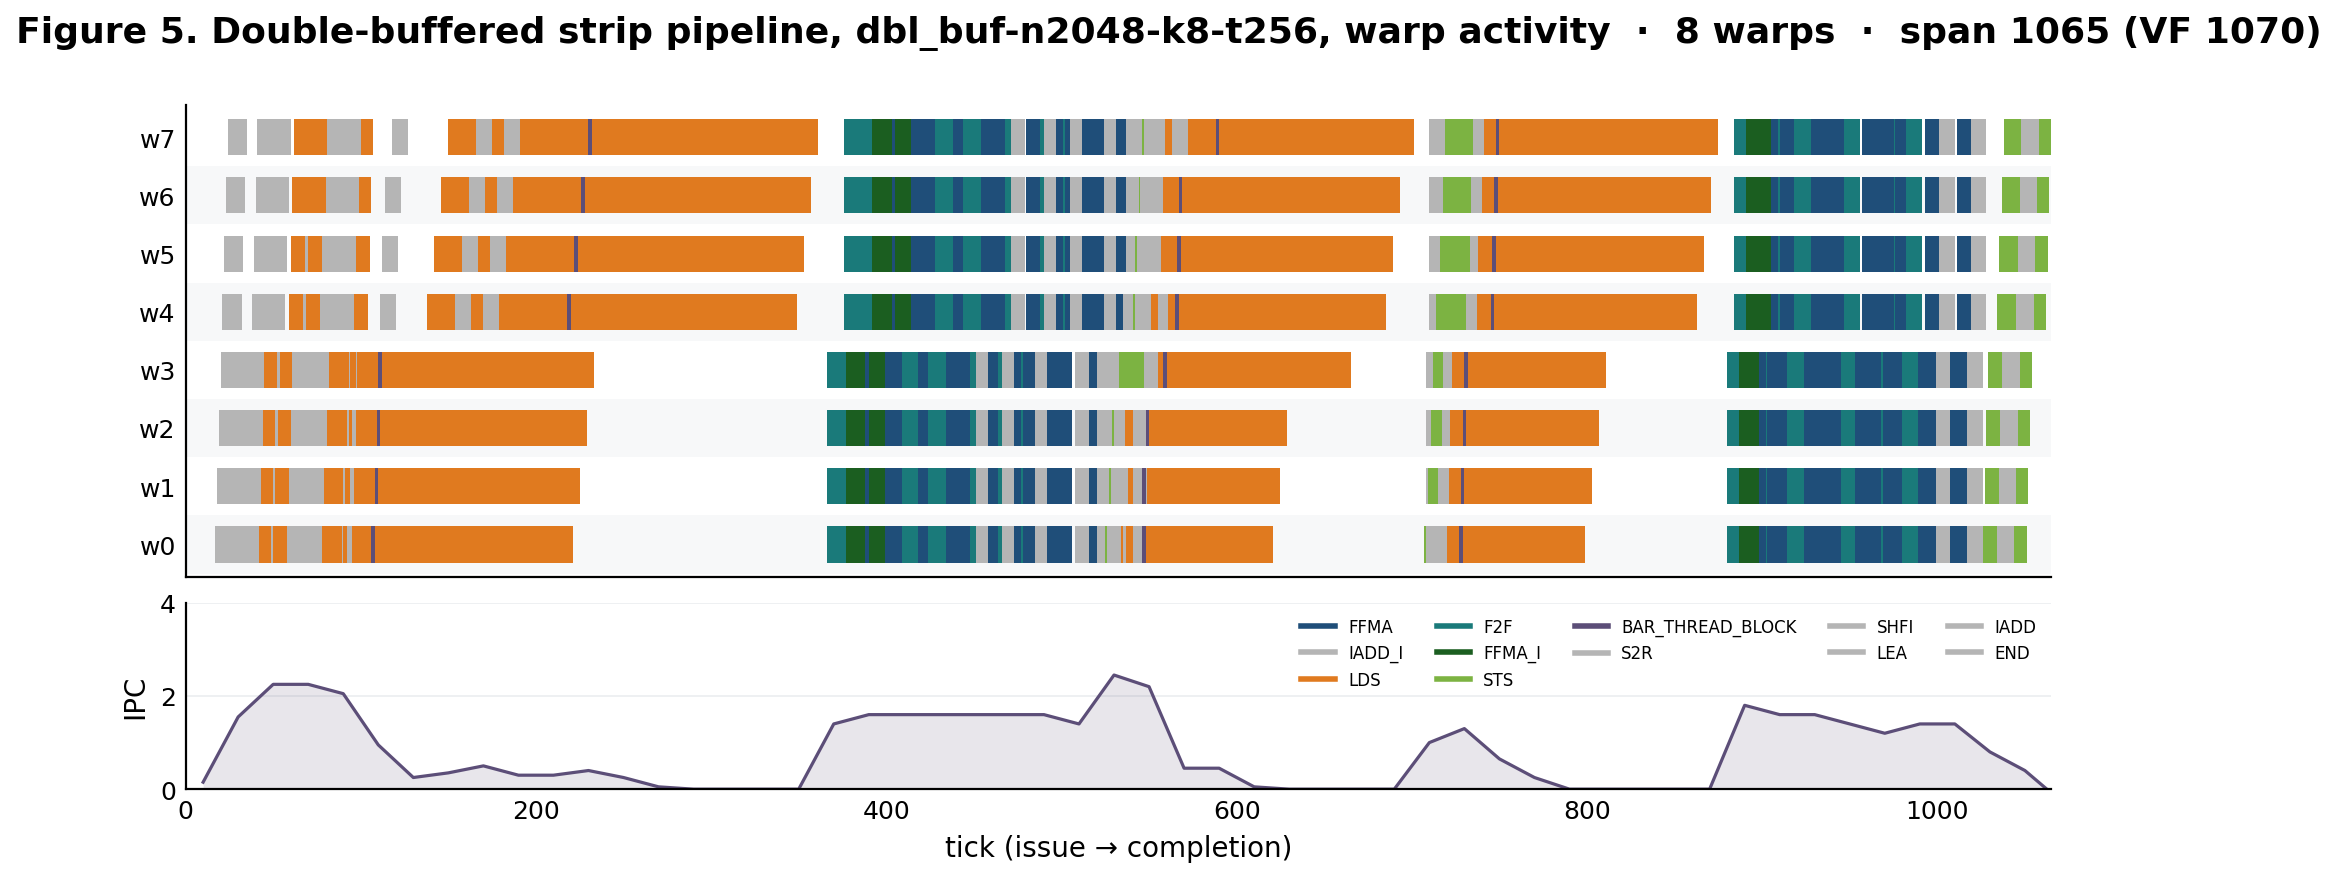 Figure 5. Double-buffered strip pipeline, dbl_buf-n2048-k8-t256, warp activity · 8 warps · span 1065 (VF 1070)
w7
w6
w5
w4
w3
w2
w1
w0
4
2
0
IPC
FFMA F2F BAR_THREAD_BLOCK SHFI IADD
IADD_I FFMA_I S2R LEA END
LDS STS
0 200 400 600 800 1000
tick (issue → completion)